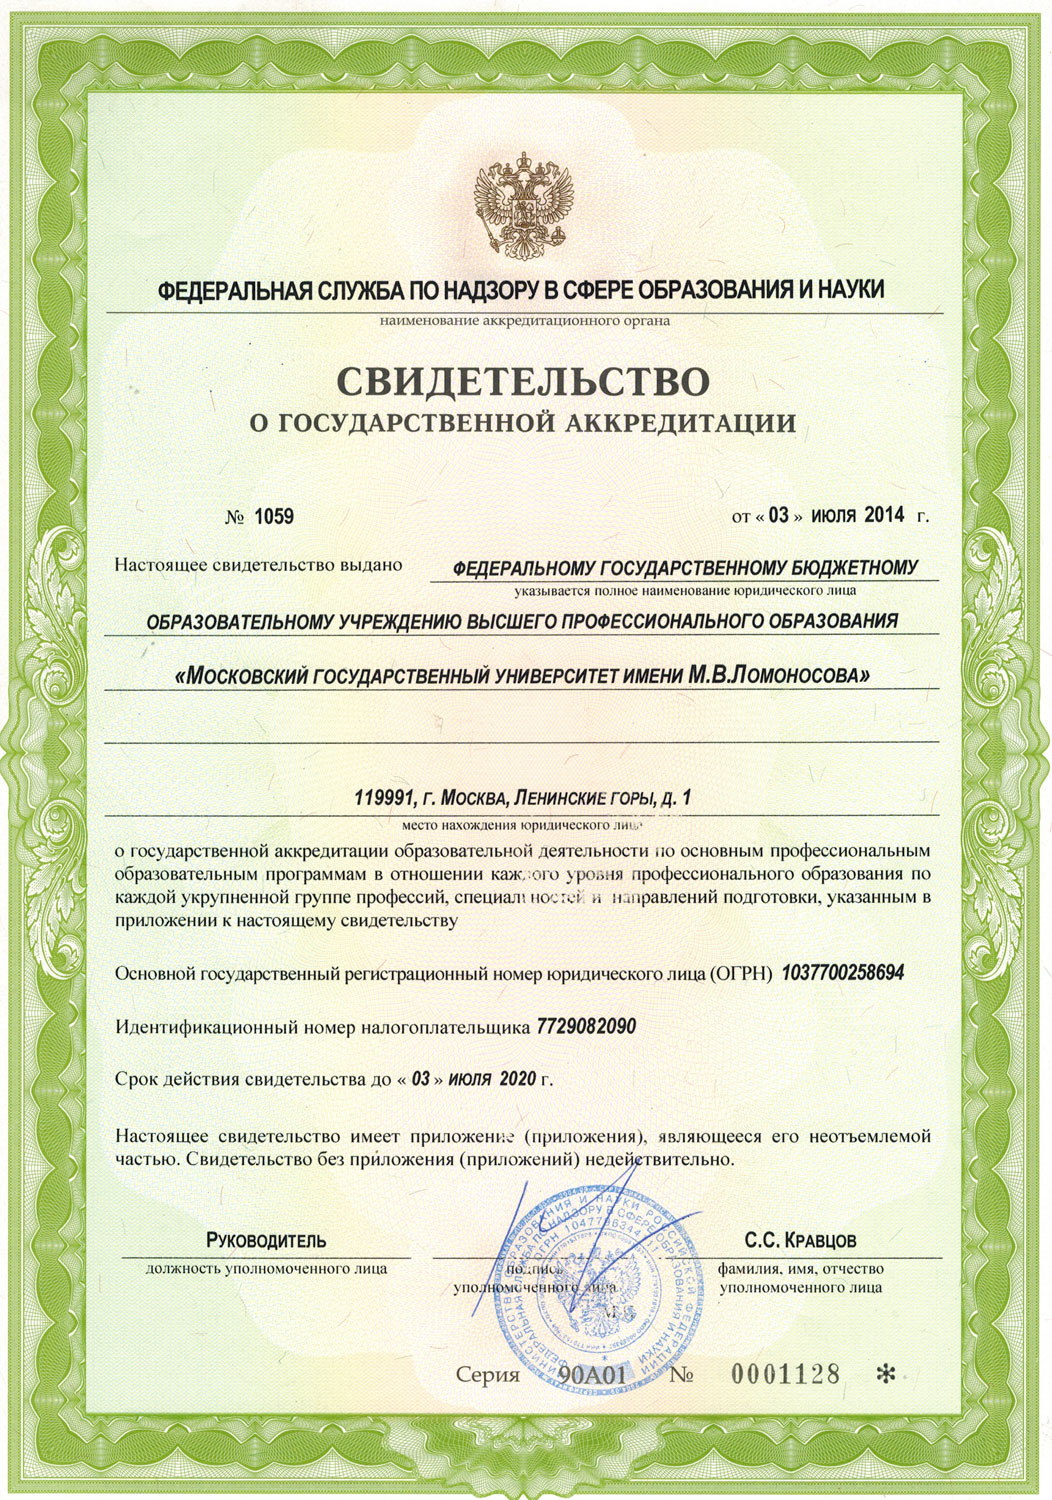 ФЕДЕРАЛЬНАЯ СЛУЖБА ПО НАДЗОРУ В СФЕРЕ ОБРАЗОВАНИЯ И НАУКИ
наименование аккредитационного органа
СВИДЕТЕЛЬСТВО
О ГОСУДАРСТВЕННОЙ АККРЕДИТАЦИИ
№ 1059 от « 03 » ИЮЛЯ 2014 г.
Настоящее свидетельство выдано ФЕДЕРАЛЬНОМУ ГОСУДАРСТВЕННОМУ БЮДЖЕТНОМУ
указывается полное наименование юридического лица
ОБРАЗОВАТЕЛЬНОМУ УЧРЕЖДЕНИЮ ВЫСШЕГО ПРОФЕССИОНАЛЬНОГО ОБРАЗОВАНИЯ
«МОСКОВСКИЙ ГОСУДАРСТВЕННЫЙ УНИВЕРСИТЕТ ИМЕНИ М.В.ЛОМОНОСОВА»
119991, Г. МОСКВА, ЛЕНИНСКИЕ ГОРЫ, Д. 1
место нахождения юридического лица
о государственной аккредитации образовательной деятельности по основным профессиональным
образовательным программам в отношении каждого уровня профессионального образования по
каждой укрупненной группе профессий, специальностей и направлений подготовки, указанным в
приложении к настоящему свидетельству
Основной государственный регистрационный номер юридического лица (ОГРН) 1037700258694
Идентификационный номер налогоплательщика 7729082090
Срок действия свидетельства до « 03 » ИЮЛЯ 2020 г.
Настоящее свидетельство имеет приложение (приложения), являющееся его неотъемлемой
частью. Свидетельство без приложения (приложений) недействительно.
РУКОВОДИТЕЛЬ С.С. КРАВЦОВ
должность уполномоченного лица подпись фамилия, имя, отчество
уполномоченного лица уполномоченного лица
М.П.
Серия 90А01 № 0001128 *